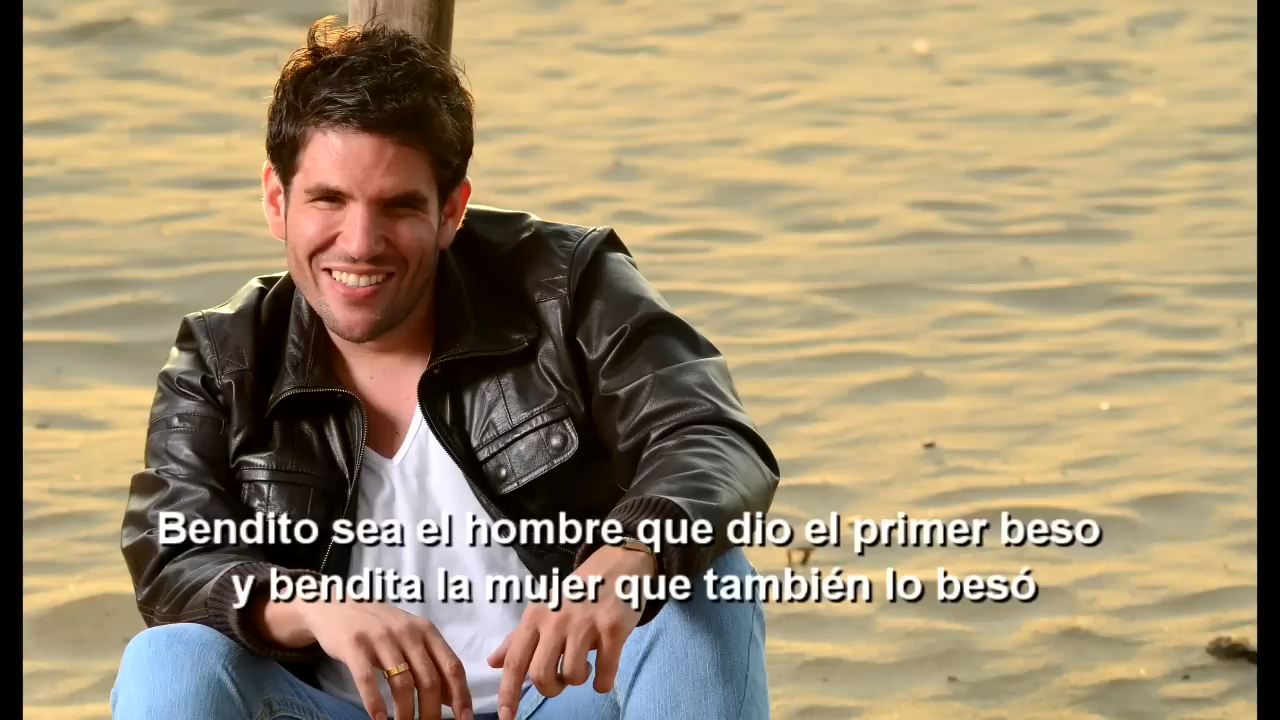 Bendito sea el hombre que dio el primer beso
y bendita la mujer que también lo besó